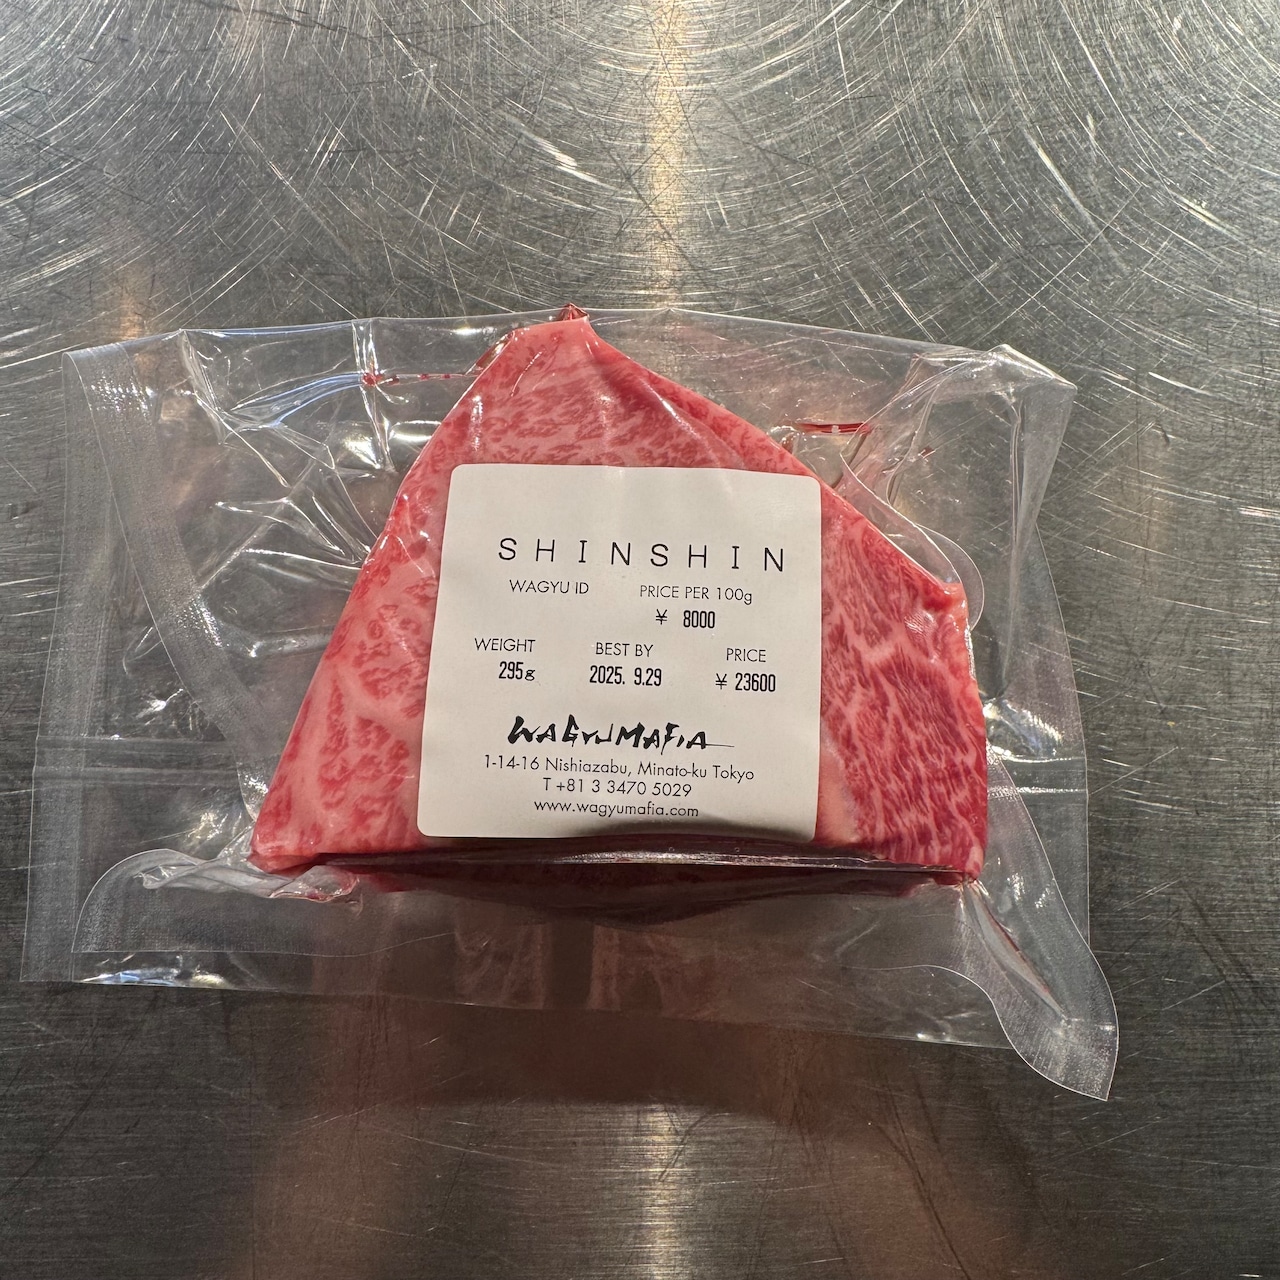 SHINSHIN
WAGYU ID PRICE PER 100g
¥ 8000
WEIGHT BEST BY PRICE
295g 2025. 9.29 ¥ 23600
WAGYUMAFIA
1-14-16 Nishiazabu, Minato-ku Tokyo
T +81 3 3470 5029
www.wagyumafia.com